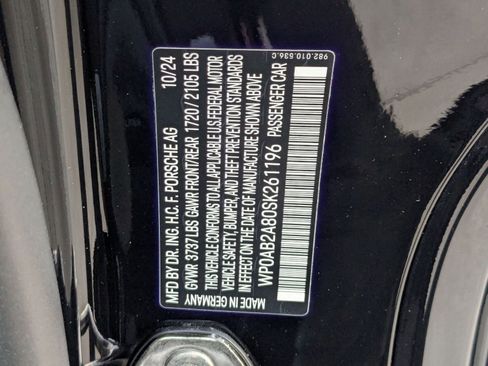 982.010.536.C
MFD BY DR. ING. H.C. F. PORSCHE AG 10/24
GVWR 3737 LBS GAWR FRONT/REAR 1720/2105 LBS
THIS VEHICLE CONFORMS TO ALL APPLICABLE US FEDERAL MOTOR
VEHICLE SAFETY, BUMPER, AND THEFT PREVENTION STANDARDS
IN EFFECT ON THE DATE OF MANUFACTURE SHOWN ABOVE
WP0AB2A80SK261196 PASSENGER CAR
MADE IN GERMANY